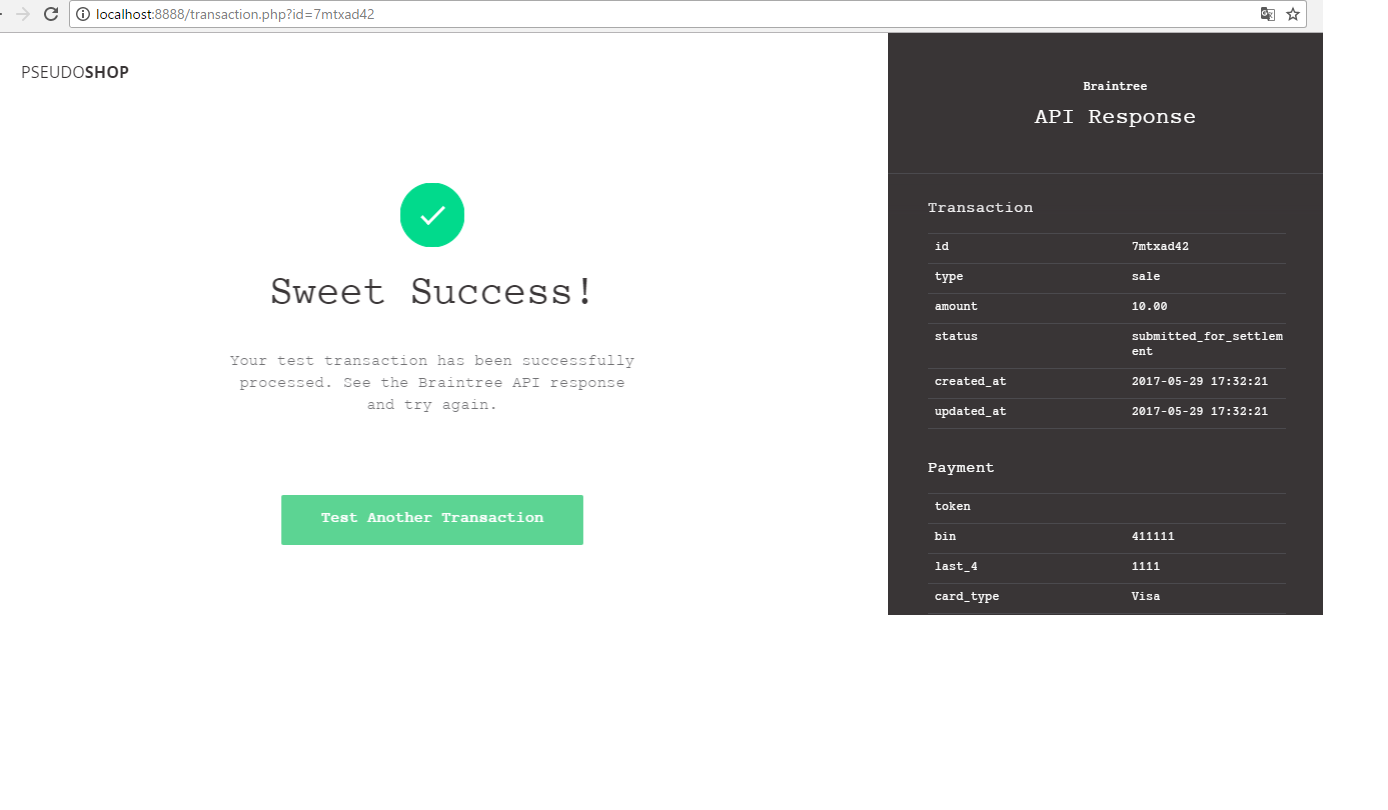 localhost:8888/transaction.php?id=7mtxad42
PSEUDOSHOP
Sweet Success!
Your test transaction has been successfully
processed. See the Braintree API response
and try again.
Test Another Transaction
Braintree
API Response
Transaction
id 7mtxad42
type sale
amount 10.00
status submitted_for_settlem
ent
created_at 2017-05-29 17:32:21
updated_at 2017-05-29 17:32:21
Payment
token
bin 411111
last_4 1111
card_type Visa